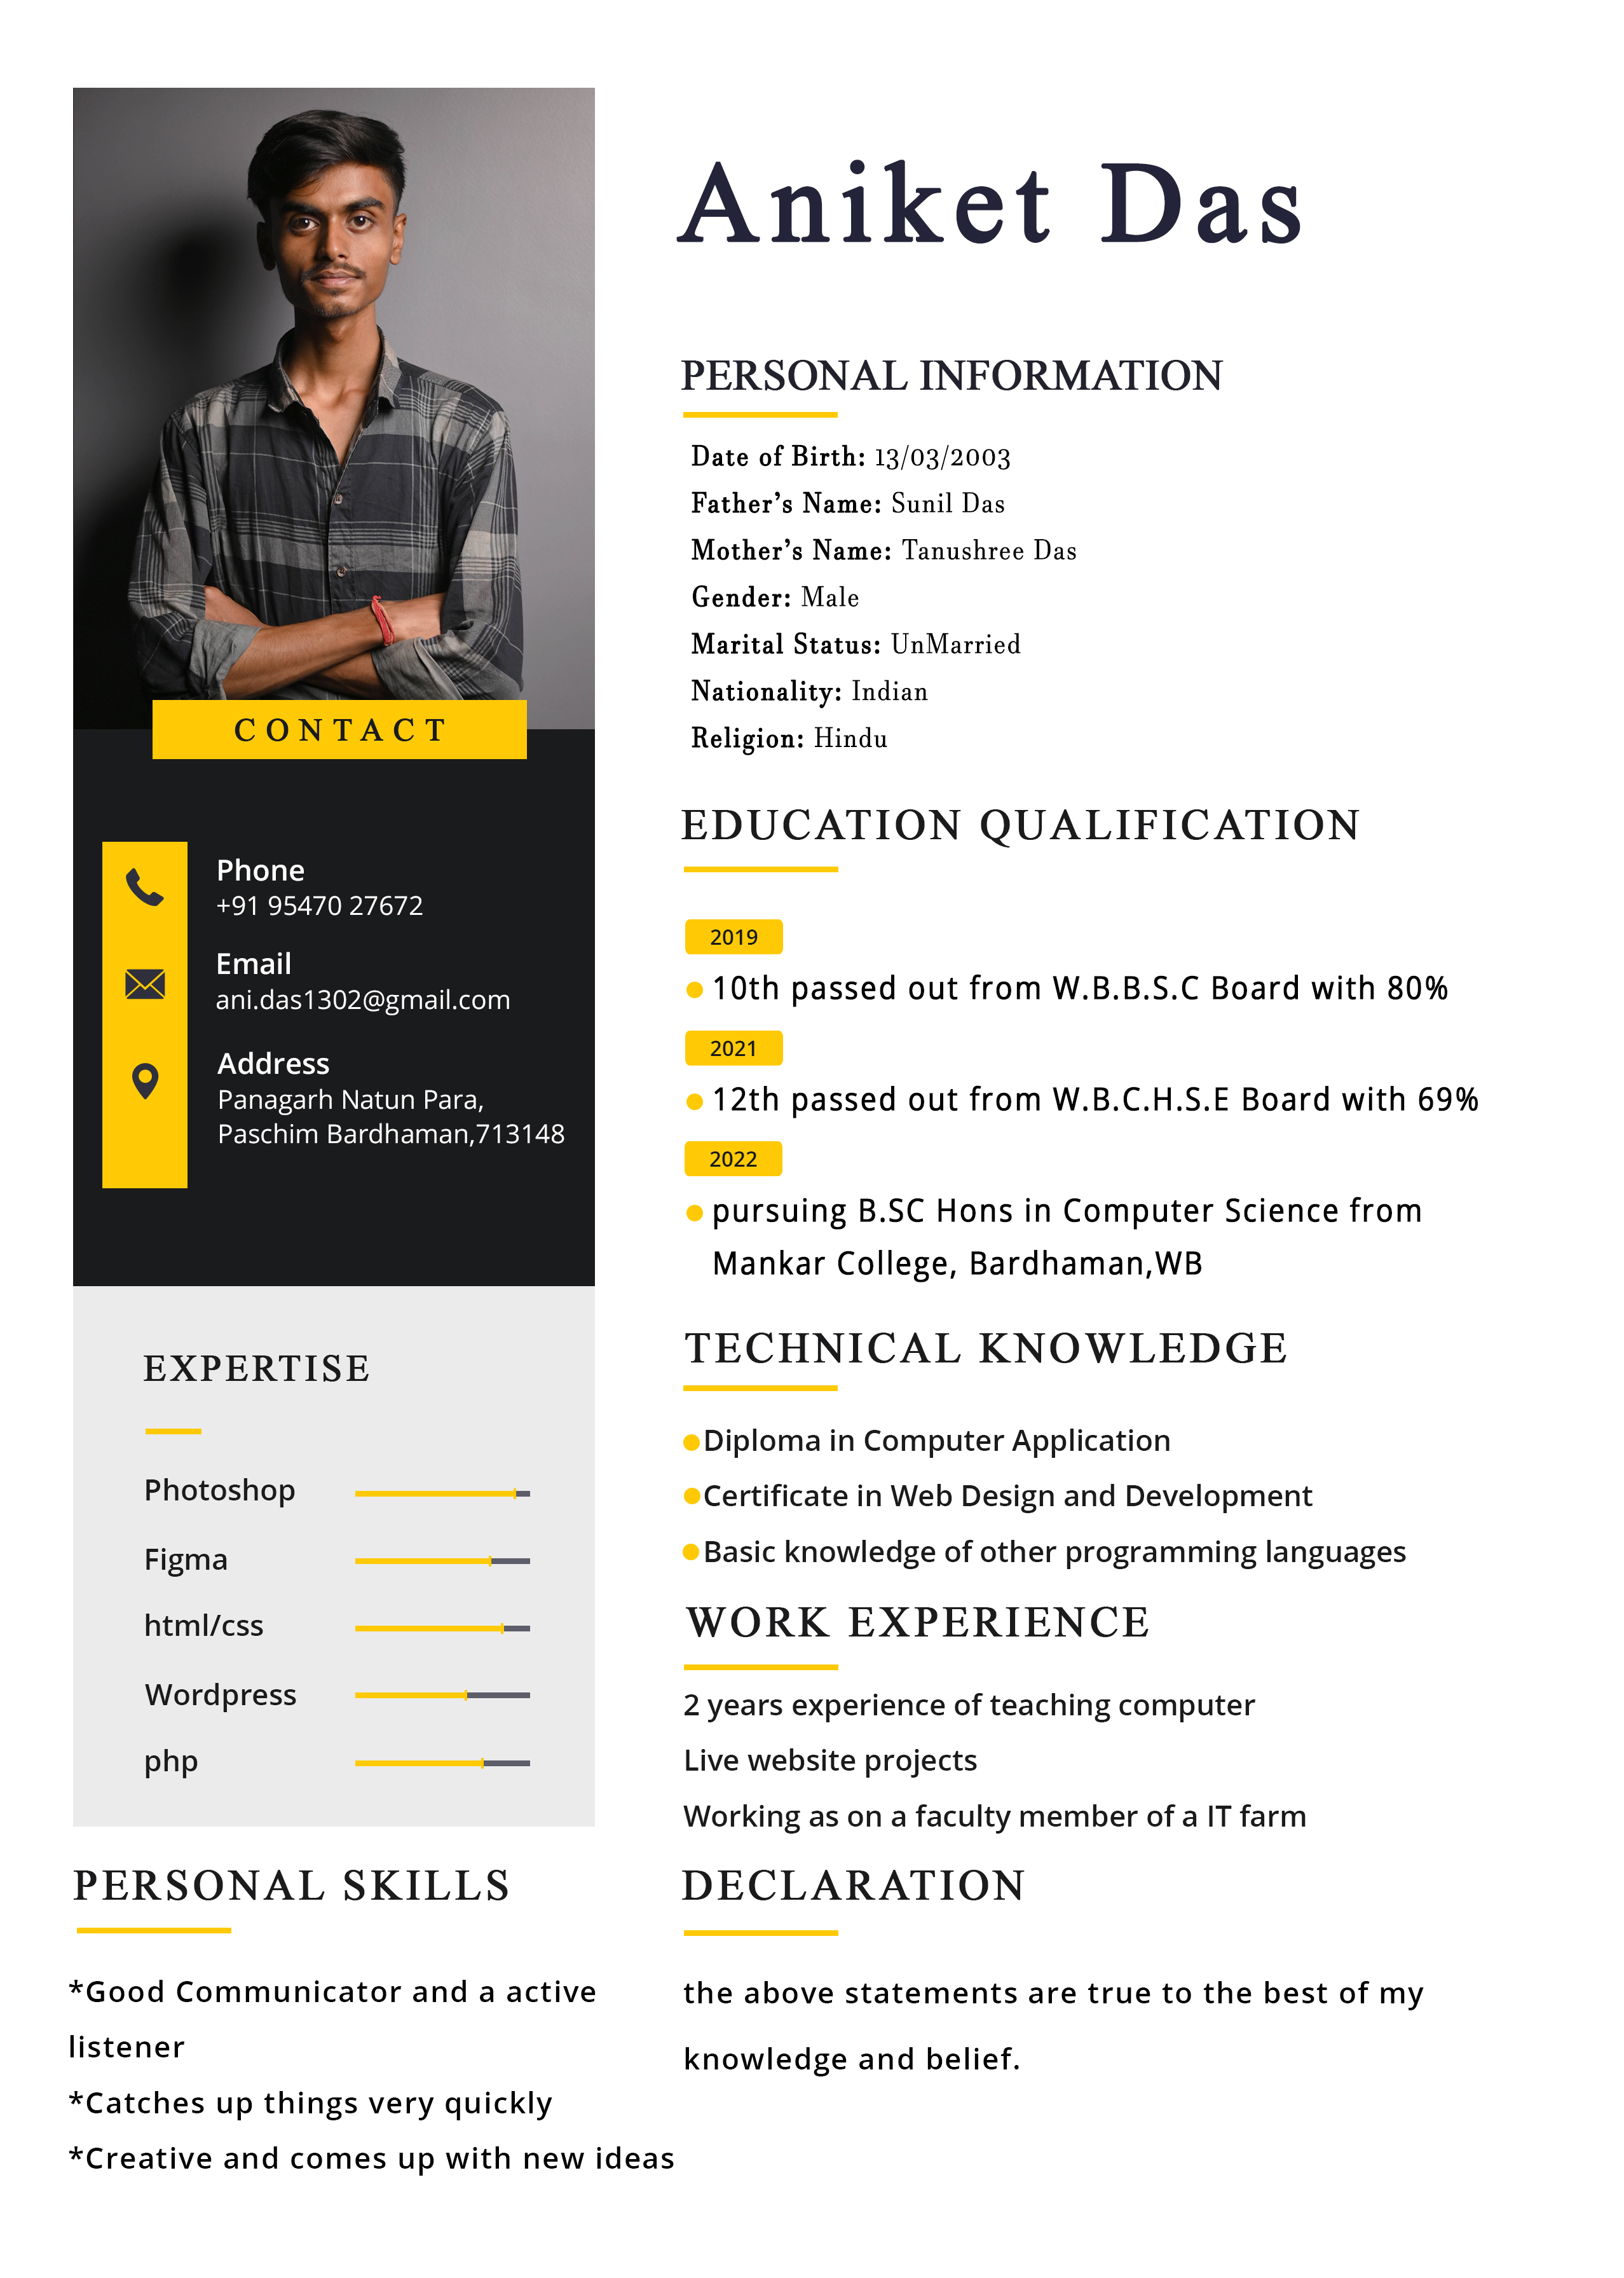 Aniket Das
CONTACT
Phone
+91 95470 27672
Email
ani.das1302@gmail.com
Address
Panagarh Natun Para,
Paschim Bardhaman,713148
EXPERTISE
Photoshop
Figma
html/css
Wordpress
php
PERSONAL SKILLS
*Good Communicator and a active
listener
*Catches up things very quickly
*Creative and comes up with new ideas
PERSONAL INFORMATION
Date of Birth: 13/03/2003
Father's Name: Sunil Das
Mother's Name: Tanushree Das
Gender: Male
Marital Status: UnMarried
Nationality: Indian
Religion: Hindu
EDUCATION QUALIFICATION
2019
10th passed out from W.B.B.S.C Board with 80%
2021
12th passed out from W.B.C.H.S.E Board with 69%
2022
pursuing B.SC Hons in Computer Science from
Mankar College, Bardhaman,WB
TECHNICAL KNOWLEDGE
Diploma in Computer Application
Certificate in Web Design and Development
Basic knowledge of other programming languages
WORK EXPERIENCE
2 years experience of teaching computer
Live website projects
Working as on a faculty member of a IT farm
DECLARATION
the above statements are true to the best of my
knowledge and belief.